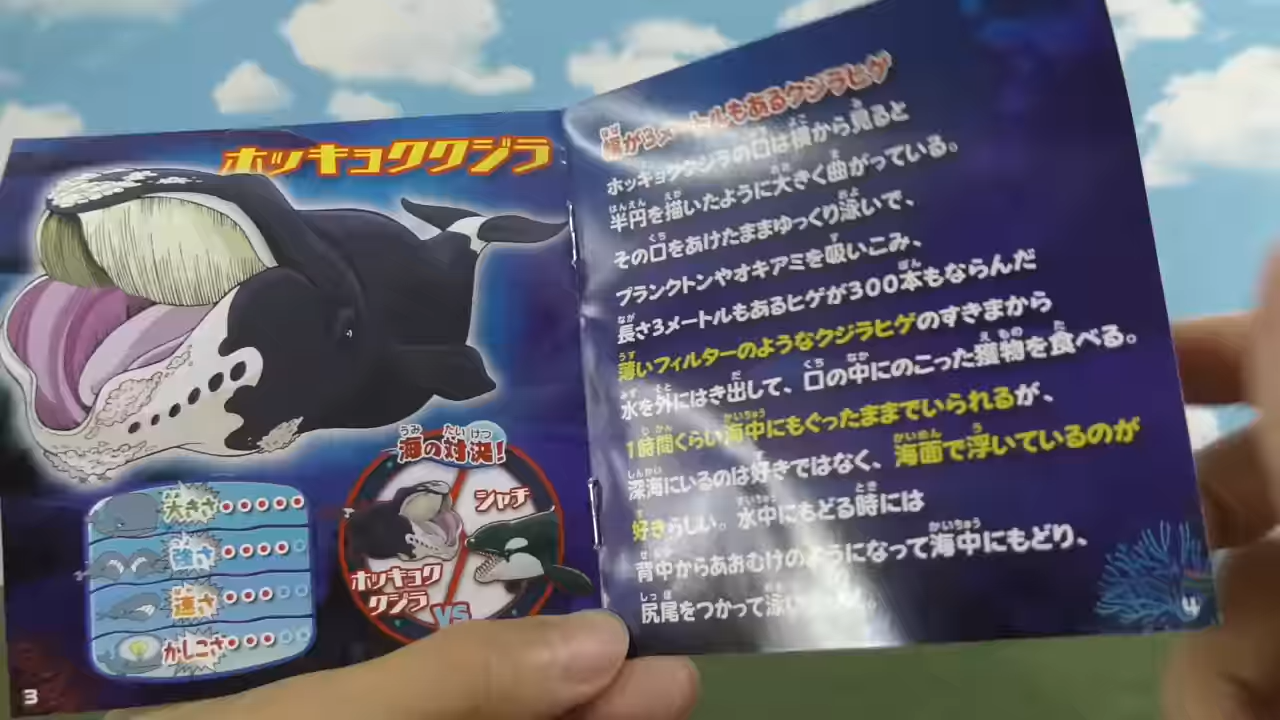 ホッキョククジラ
海の対決!
シャチ
ホッキョク
クジラ
VS
大きさ
強さ
速さ
かしこさ
3
幅が3メートルもあるクジラヒゲ
ホッキョクジラの口は横から見ると
半円を描いたように大きく曲がっている。
その口をあけたままゆっくり泳いで、
プランクトンやオキアミを吸いこみ、
長さ3メートルもあるヒゲが300本もならんだ
薄いフィルターのようなクジラヒゲのすきまから
水を外にはき出して、口の中にのこった獲物を食べる。
1時間くらい海中にもぐったままでいられるが、
深海にいるのは好きではなく、海面で浮いているのが
好きらしい。水中にもどる時には
背中からあおむけのようになって海中にもどり、
尻尾をつかって泳い
4